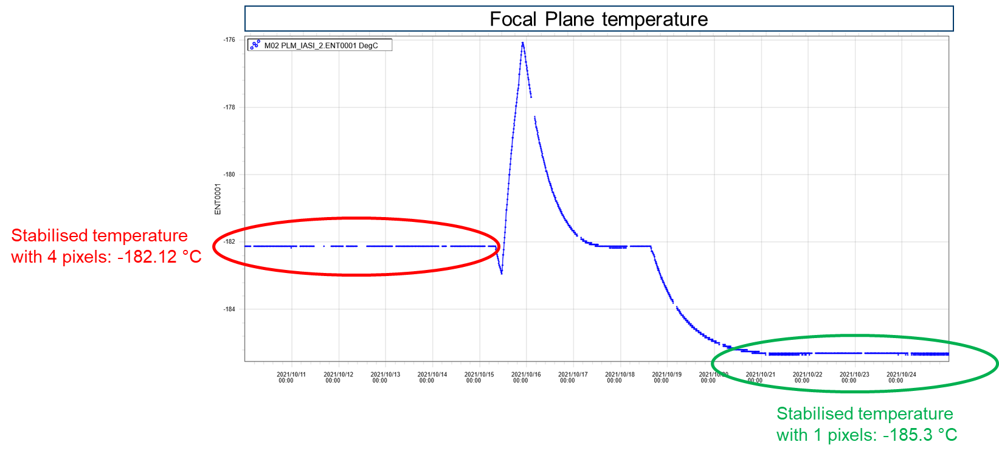 Focal Plane temperature
M02 PLM_IASI_2.ENT0001 DegC
-176
-178
-180
-182
-184
ENT0001
Stabilised temperature
with 4 pixels: -182.12 °C
2021/10/11 2021/10/12 2021/10/13 2021/10/14 2021/10/15 2021/10/16 2021/10/17 2021/10/18 2021/10/19 2021/10/20 2021/10/21 2021/10/22 2021/10/23 2021/10/24
00:00 00:00 00:00 00:00 00:00 00:00 00:00 00:00 00:00 00:00 00:00 00:00 00:00 00:00
Stabilised temperature
with 1 pixels: -185.3 °C